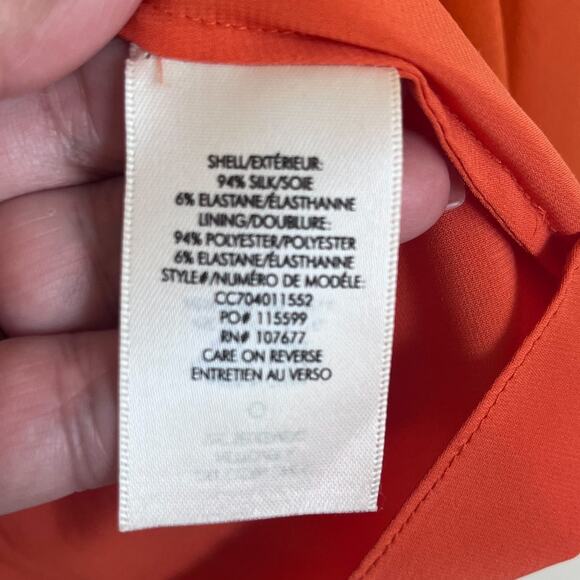 SHELL/EXTÉRIEUR:
94% SILK/SOIE
6% ELASTANE/ÉLASTHANNE
LINING/DOUBLURE:
94% POLYESTER/POLYESTER
6% ELASTANE/ÉLASTHANNE
STYLE#/NUMÉRO DE MODÈLE:
CC704011552
PO# 115599
RN# 107677
CARE ON REVERSE
ENTRETIEN AU VERSO